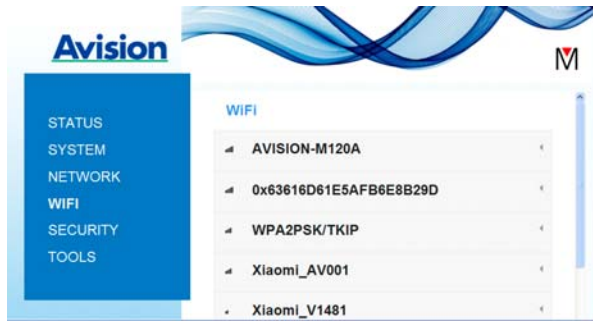 Avision
M
STATUS
SYSTEM
NETWORK
WIFI
SECURITY
TOOLS
WiFi
AVISION-M120A
0x63616D61E5AFB6E8B29D
WPA2PSK/TKIP
Xiaomi_AV001
Xiaomi_V1481